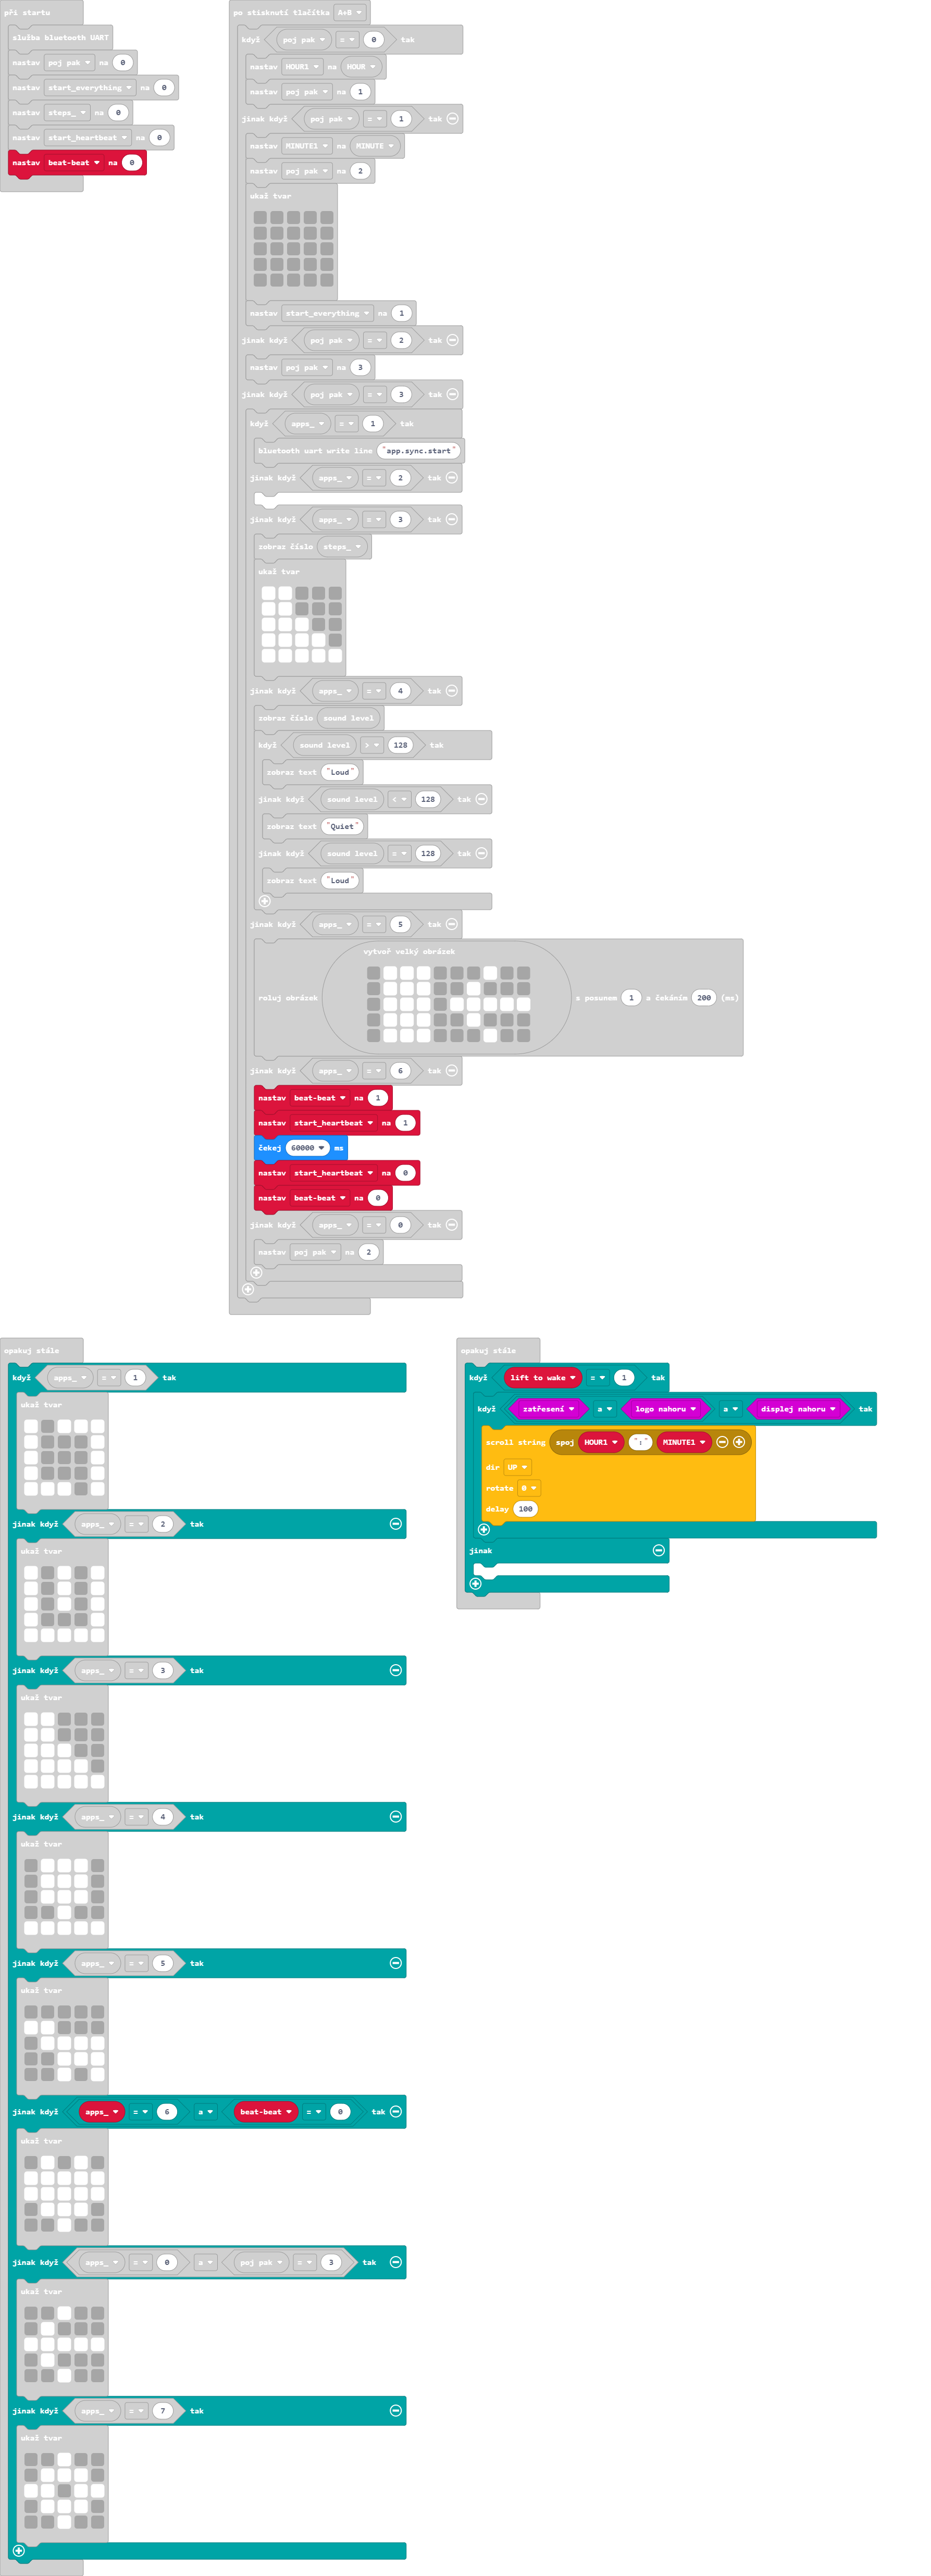 při startu
služba bluetooth UART
nastav poj pak na 0
nastav start_everything na 0
nastav steps_ na 0
nastav start_heartbeat na 0
nastav beat-beat na 0
po stisknutí tlačítka A+B
když poj pak = 0 tak
nastav HOUR1 na HOUR
nastav poj pak na 1
jinak když poj pak = 1 tak
nastav MINUTE1 na MINUTE
nastav poj pak na 2
ukaž tvar
nastav start_everything na 1
jinak když poj pak = 2 tak
nastav poj pak na 3
jinak když poj pak = 3 tak
když apps_ = 1 tak
bluetooth uart write line "app.sync.start"
jinak když apps_ = 2 tak
jinak když apps_ = 3 tak
zobraz číslo steps_
ukaž tvar
jinak když apps_ = 4 tak
zobraz číslo sound level
když sound level > 128 tak
zobraz text "Loud"
jinak když sound level < 128 tak
zobraz text "Quiet"
jinak když sound level = 128 tak
zobraz text "Loud"
jinak když apps_ = 5 tak
vytvoř velký obrázek
roluj obrázek s posunem 1 a čekáním 200 (ms)
jinak když apps_ = 6 tak
nastav beat-beat na 1
nastav start_heartbeat na 1
čekej 60000 ms
nastav start_heartbeat na 0
nastav beat-beat na 0
jinak když apps_ = 0 tak
nastav poj pak na 2
opakuj stále
když apps_ = 1 tak
ukaž tvar
jinak když apps_ = 2 tak
ukaž tvar
jinak když apps_ = 3 tak
ukaž tvar
jinak když apps_ = 4 tak
ukaž tvar
jinak když apps_ = 5 tak
ukaž tvar
jinak když apps_ = 6 a beat-beat = 0 tak
ukaž tvar
jinak když apps_ = 0 a poj pak = 3 tak
ukaž tvar
jinak když apps_ = 7 tak
ukaž tvar
opakuj stále
když lift to wake = 1 tak
když zatřesení a logo nahoru a displej nahoru tak
scroll string spoj HOUR1 ":" MINUTE1
dir UP
rotate 0
delay 100
jinak